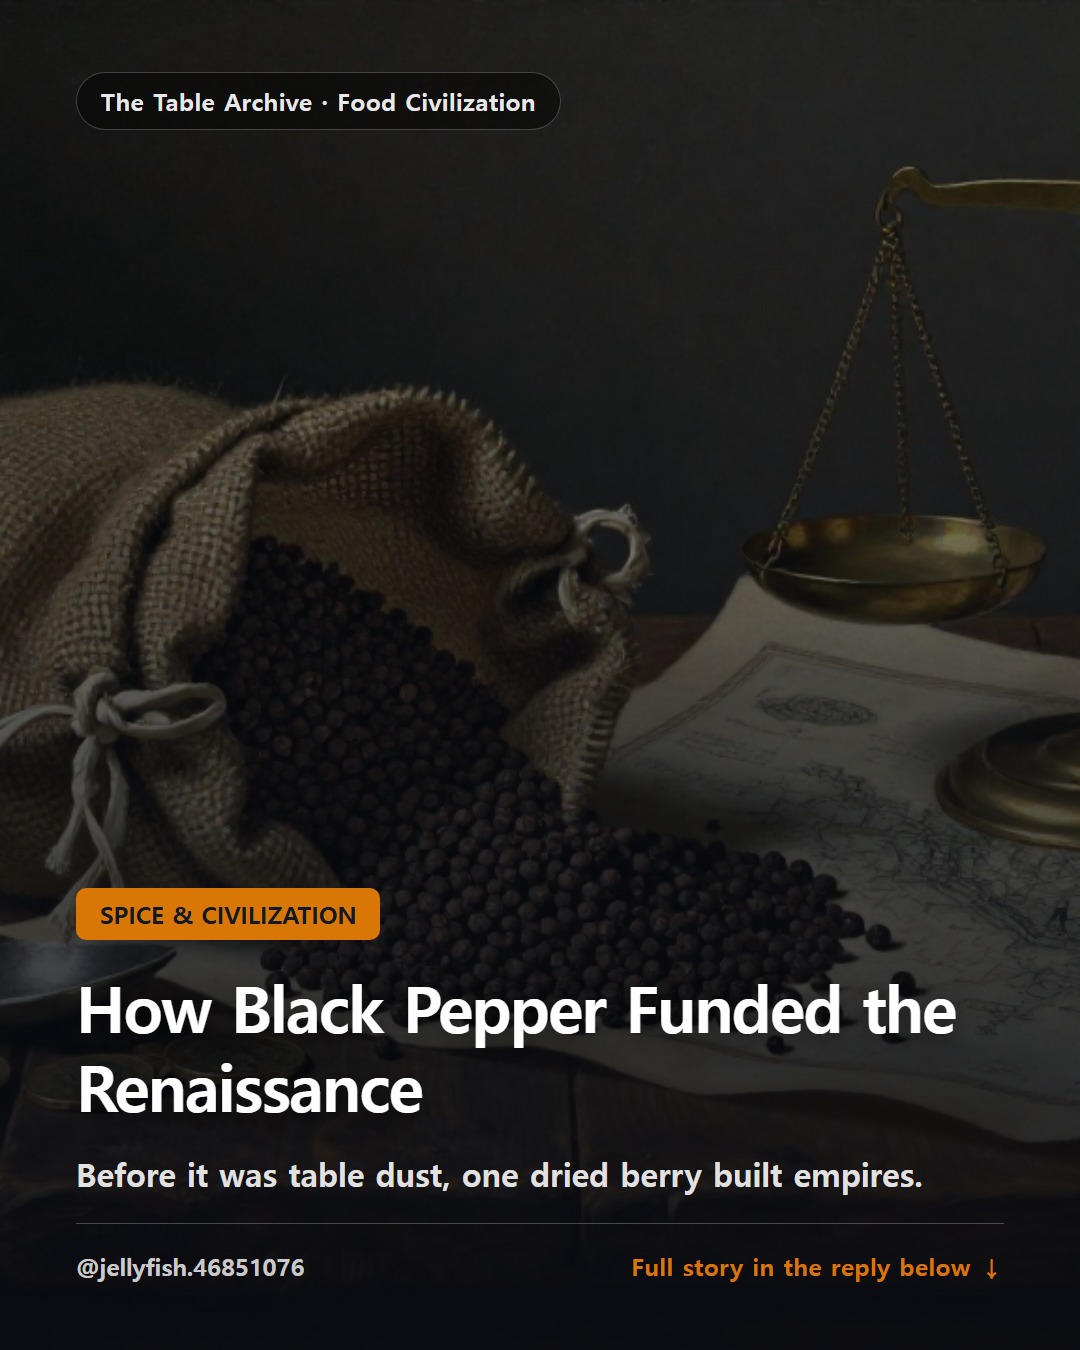 The Table Archive · Food Civilization
SPICE & CIVILIZATION
How Black Pepper Funded the
Renaissance
Before it was table dust, one dried berry built empires.
@jellyfish.46851076
Full story in the reply below ↓